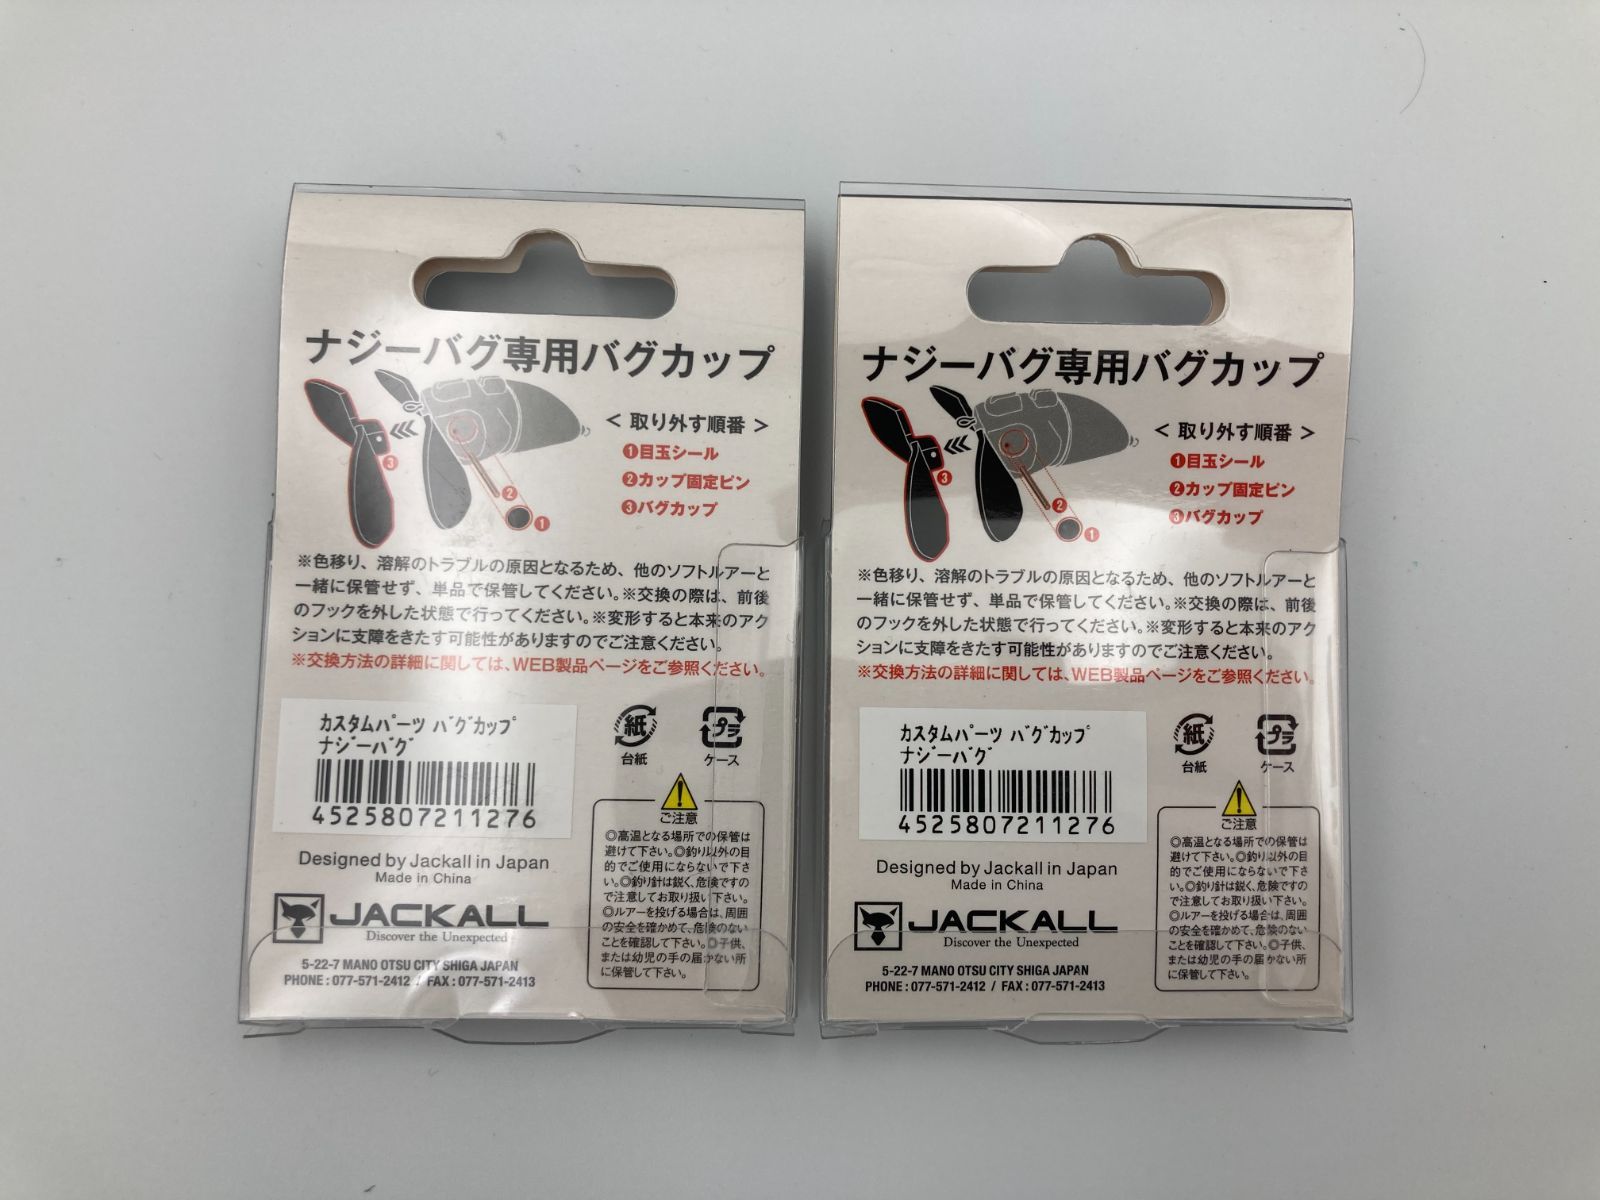 ナジーバグ専用バグカップ
< 取り外す順番 >
❶目玉シール
❷カップ固定ピン
❸バグカップ
❸
❷
❶
※色移り、溶解のトラブルの原因となるため、他のソフトルアーと
一緒に保管せず、単品で保管してください。※交換の際は、前後
のフックを外した状態で行ってください。※変形すると本来のアク
ションに支障をきたす可能性がありますのでご注意ください。
※交換方法の詳細に関しては、WEB製品ページをご参照ください。
カスタムパーツ バグカップ
ナジーバグ
4525807211276
紙
台紙
プラ
ケース
Designed by Jackall in Japan
Made in China
JACKALL
Discover the Unexpected
5-22-7 MANO OTSU CITY SHIGA JAPAN
PHONE : 077-571-2412 / FAX : 077-571-2413
ご注意
◎高温となる場所での保管は
避けて下さい。◎釣り以外の目
的でご使用にならないで下さ
い。◎釣り針は鋭く、危険ですの
で注意してお取り扱い下さい。
◎ルアーを投げる場合は、周囲
の安全を確かめて、危険のない
ことを確認して下さい。◎子供、
または幼児の手の届かない所
に保管して下さい。
ナジーバグ専用バグカップ
< 取り外す順番 >
❶目玉シール
❷カップ固定ピン
❸バグカップ
❸
❷
❶
※色移り、溶解のトラブルの原因となるため、他のソフトルアーと
一緒に保管せず、単品で保管してください。※交換の際は、前後
のフックを外した状態で行ってください。※変形すると本来のアク
ションに支障をきたす可能性がありますのでご注意ください。
※交換方法の詳細に関しては、WEB製品ページをご参照ください。
カスタムパーツ バグカップ
ナジーバグ
4525807211276
紙
台紙
プラ
ケース
Designed by Jackall in Japan
Made in China
JACKALL
Discover the Unexpected
5-22-7 MANO OTSU CITY SHIGA JAPAN
PHONE : 077-571-2412 / FAX : 077-571-2413
ご注意
◎高温となる場所での保管は
避けて下さい。◎釣り以外の目
的でご使用にならないで下さ
い。◎釣り針は鋭く、危険ですの
で注意してお取り扱い下さい。
◎ルアーを投げる場合は、周囲
の安全を確かめて、危険のない
ことを確認して下さい。◎子供、
または幼児の手の届かない所
に保管して下さい。